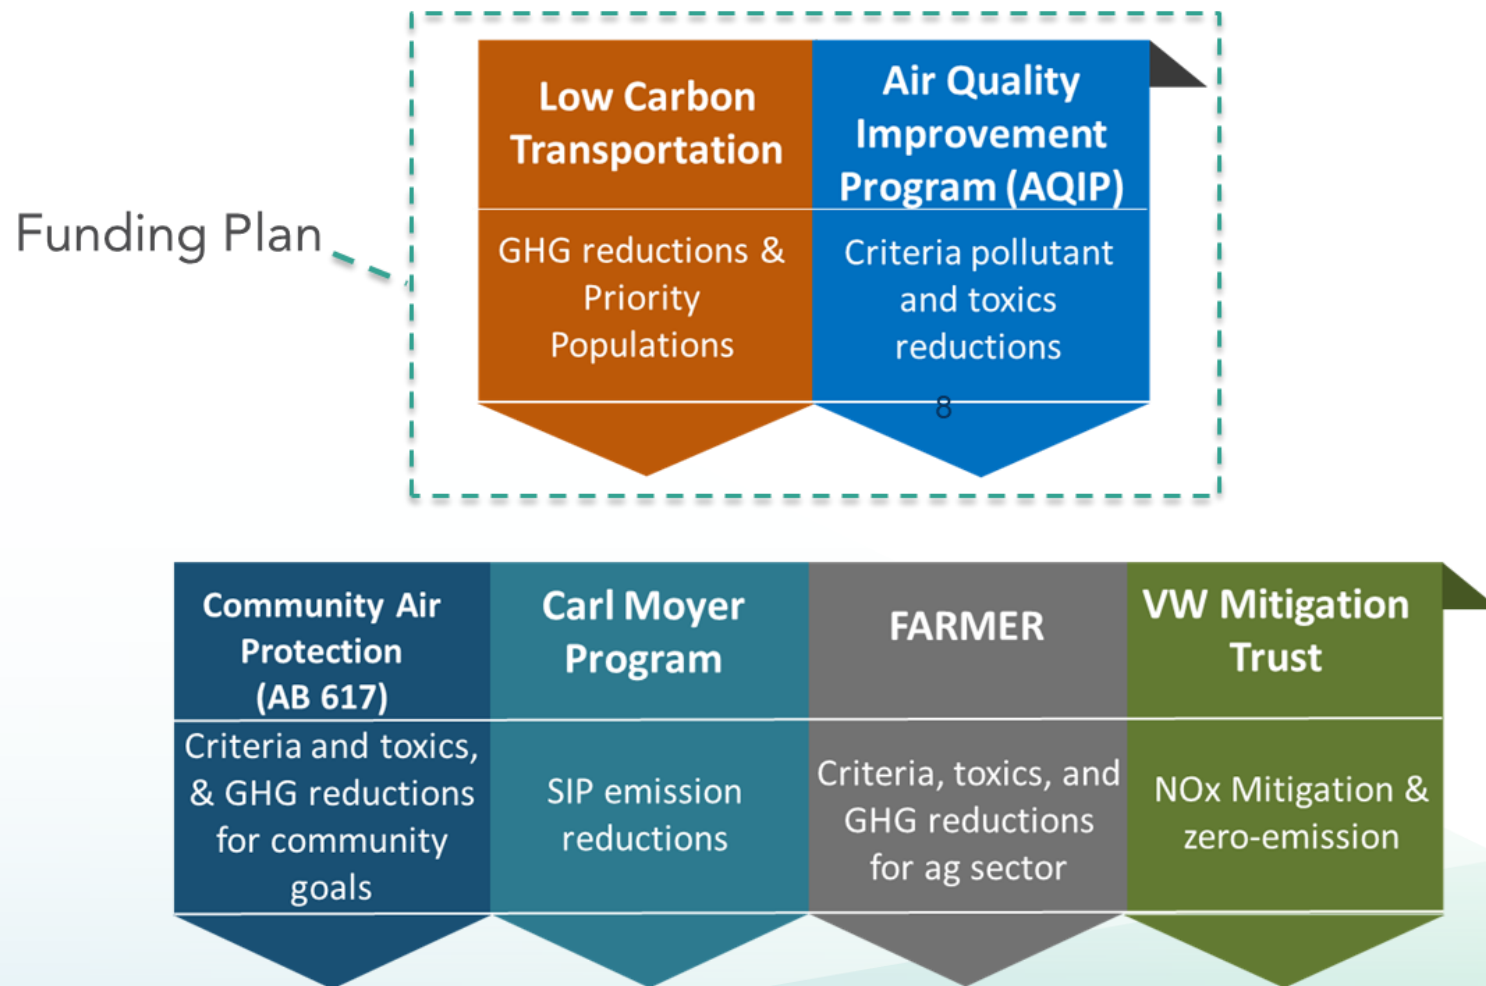 Low Carbon
Transportation
Air Quality
Improvement
Program (AQIP)
Funding Plan
GHG reductions &
Priority
Populations
Criteria pollutant
and toxics
reductions
8
Community Air
Protection
(AB 617)
Carl Moyer
Program
FARMER
VW Mitigation
Trust
Criteria and toxics,
& GHG reductions
for community
goals
SIP emission
reductions
Criteria, toxics, and
GHG reductions
for ag sector
NOx Mitigation &
zero-emission